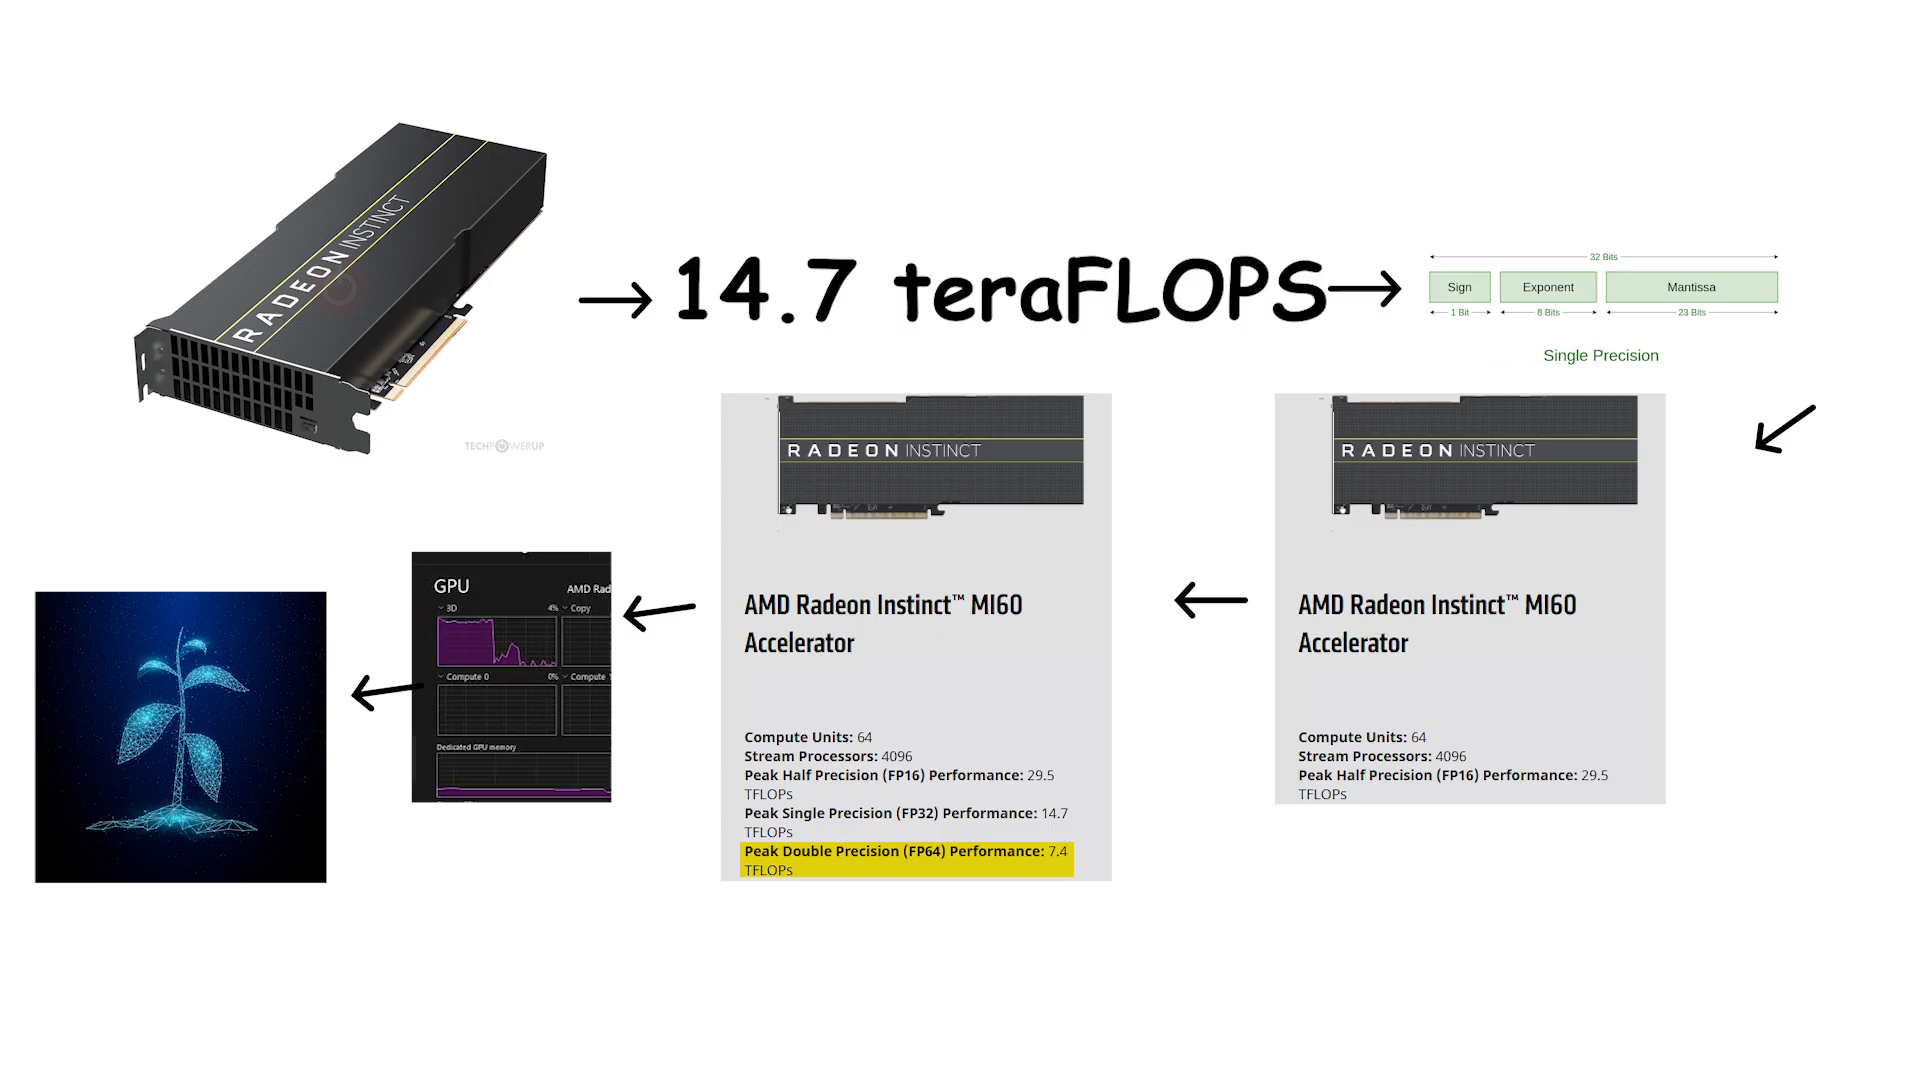 RADEON INSTINCT
TECHPOWERUP
14.7 teraFLOPS
32 Bits
Sign
Exponent
Mantissa
1 Bit
8 Bits
23 Bits
Single Precision
RADEON INSTINCT
AMD Radeon Instinct™ MI60
Accelerator
Compute Units: 64
Stream Processors: 4096
Peak Half Precision (FP16) Performance: 29.5
TFLOPs
RADEON INSTINCT
AMD Radeon Instinct™ MI60
Accelerator
Compute Units: 64
Stream Processors: 4096
Peak Half Precision (FP16) Performance: 29.5
TFLOPs
Peak Single Precision (FP32) Performance: 14.7
TFLOPs
Peak Double Precision (FP64) Performance: 7.4
TFLOPs
GPU
AMD Rad
3D 4% Copy
Compute 0 0% Compute
Dedicated GPU memory